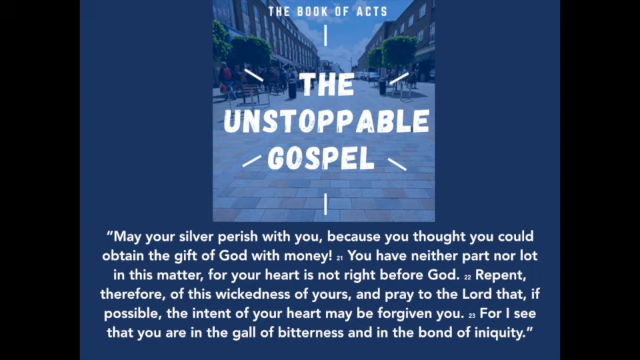 THE BOOK OF ACTS
THE
UNSTOPPABLE
GOSPEL
“May your silver perish with you, because you thought you could
obtain the gift of God with money! 21 You have neither part nor lot
in this matter, for your heart is not right before God. 22 Repent,
therefore, of this wickedness of yours, and pray to the Lord that, if
possible, the intent of your heart may be forgiven you. 23 For I see
that you are in the gall of bitterness and in the bond of iniquity.”